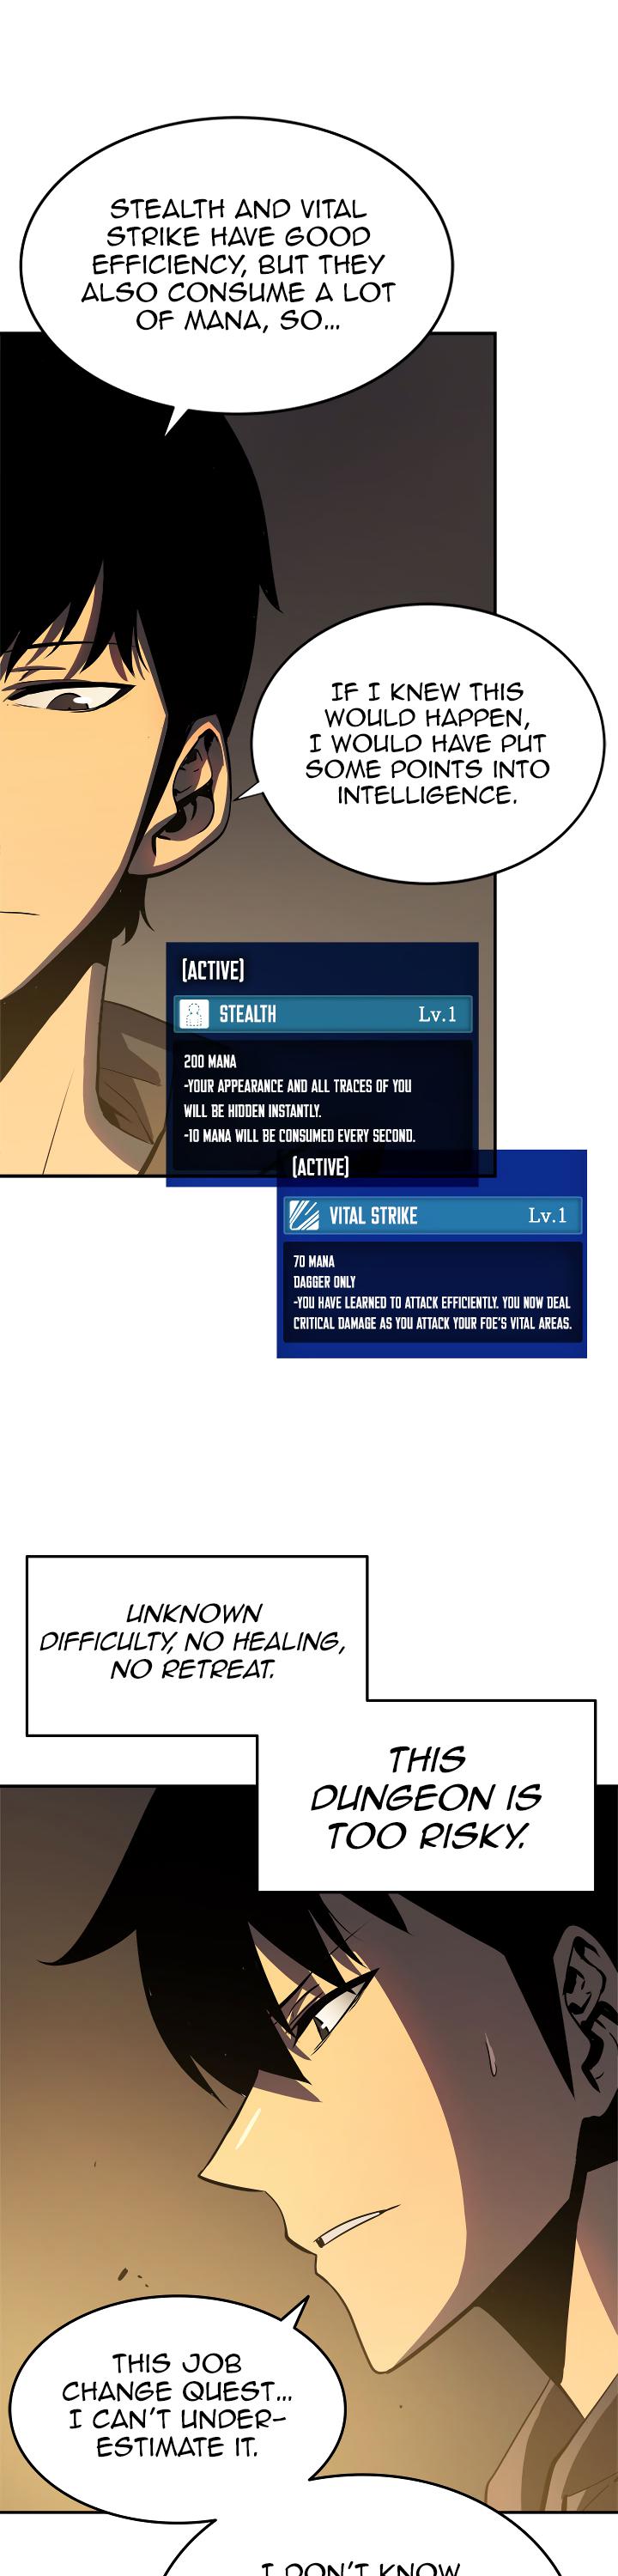 STEALTH AND VITAL
STRIKE HAVE GOOD
EFFICIENCY, BUT THEY
ALSO CONSUME A LOT
OF MANA, SO...
IF I KNEW THIS
WOULD HAPPEN,
I WOULD HAVE PUT
SOME POINTS INTO
INTELLIGENCE.
[ACTIVE]
STEALTH Lv.1
200 MANA
-YOUR APPEARANCE AND ALL TRACES OF YOU
WILL BE HIDDEN INSTANTLY.
-10 MANA WILL BE CONSUMED EVERY SECOND.
[ACTIVE]
VITAL STRIKE Lv.1
70 MANA
DAGGER ONLY
-YOU HAVE LEARNED TO ATTACK EFFICIENTLY. YOU NOW DEAL
CRITICAL DAMAGE AS YOU ATTACK YOUR FOE'S VITAL AREAS.
UNKNOWN
DIFFICULTY, NO HEALING,
NO RETREAT.
THIS
DUNGEON IS
TOO RISKY.
THIS JOB
CHANGE QUEST...
I CAN'T UNDER-
ESTIMATE IT.
I DON'T KNOW